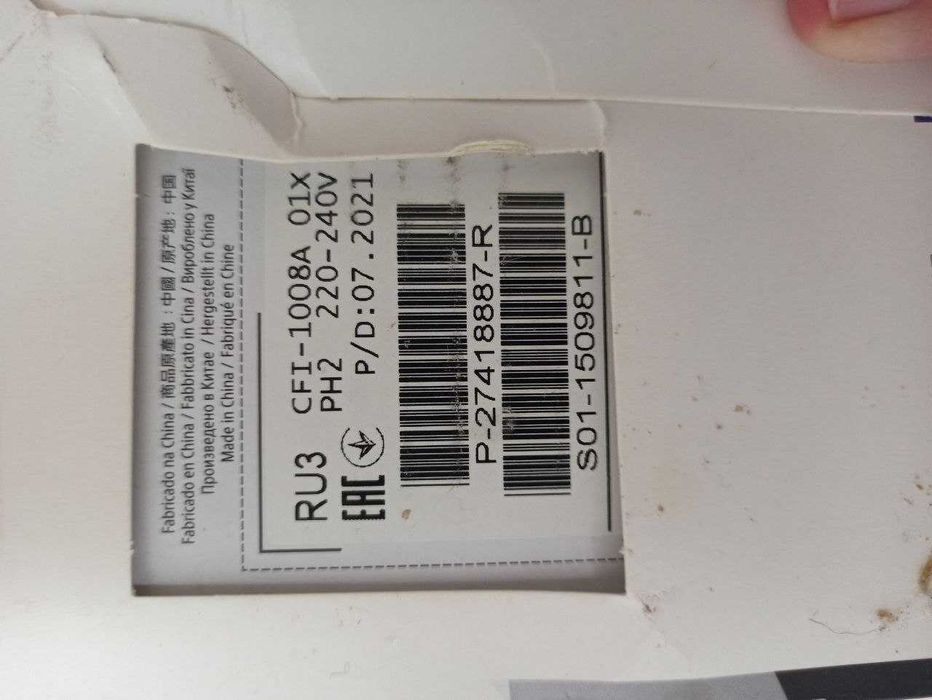 Fabricado na China / 商品原產地 : 中國 / 原产地 : 中国
Fabricado en China / Fabbricato in Cina / Вироблено у Китаї
Произведено в Китае / Hergestellt in China
Made in China / Fabriqué en Chine
RU3 CFI-1008A 01X
EAC PH2 220-240V
P/D:07.2021
P-27418887-R
S01-1509811-B